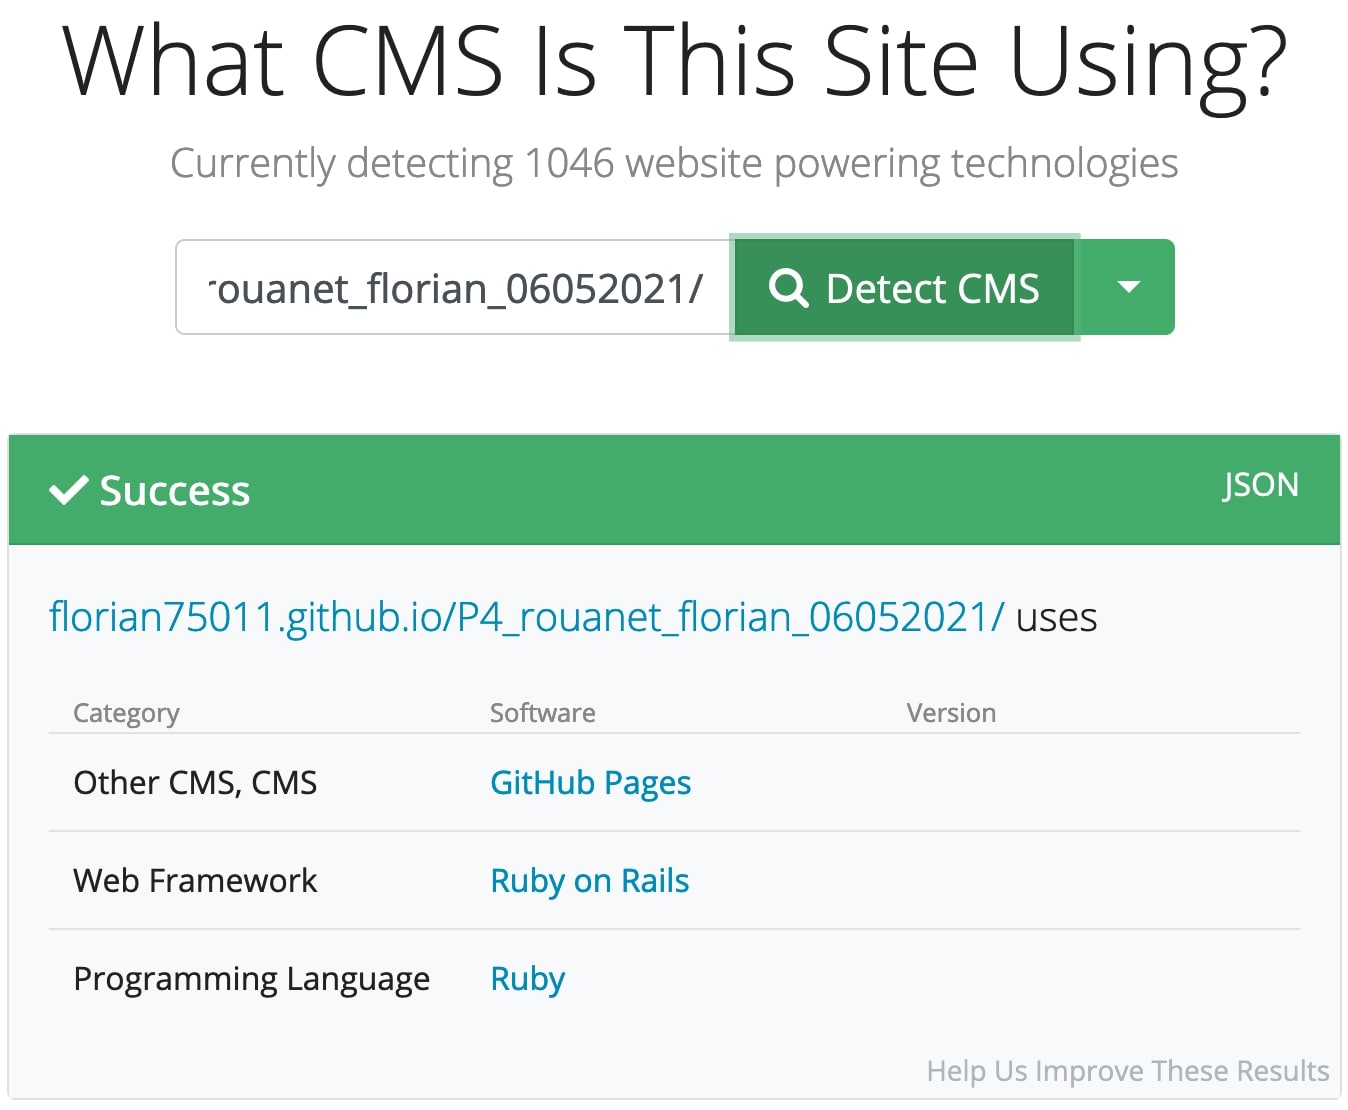 What CMS Is This Site Using?
Currently detecting 1046 website powering technologies
rouanet_florian_06052021/ Detect CMS
Success JSON
florian75011.github.io/P4_rouanet_florian_06052021/ uses
Category Software Version
Other CMS, CMS GitHub Pages
Web Framework Ruby on Rails
Programming Language Ruby
Help Us Improve These Results